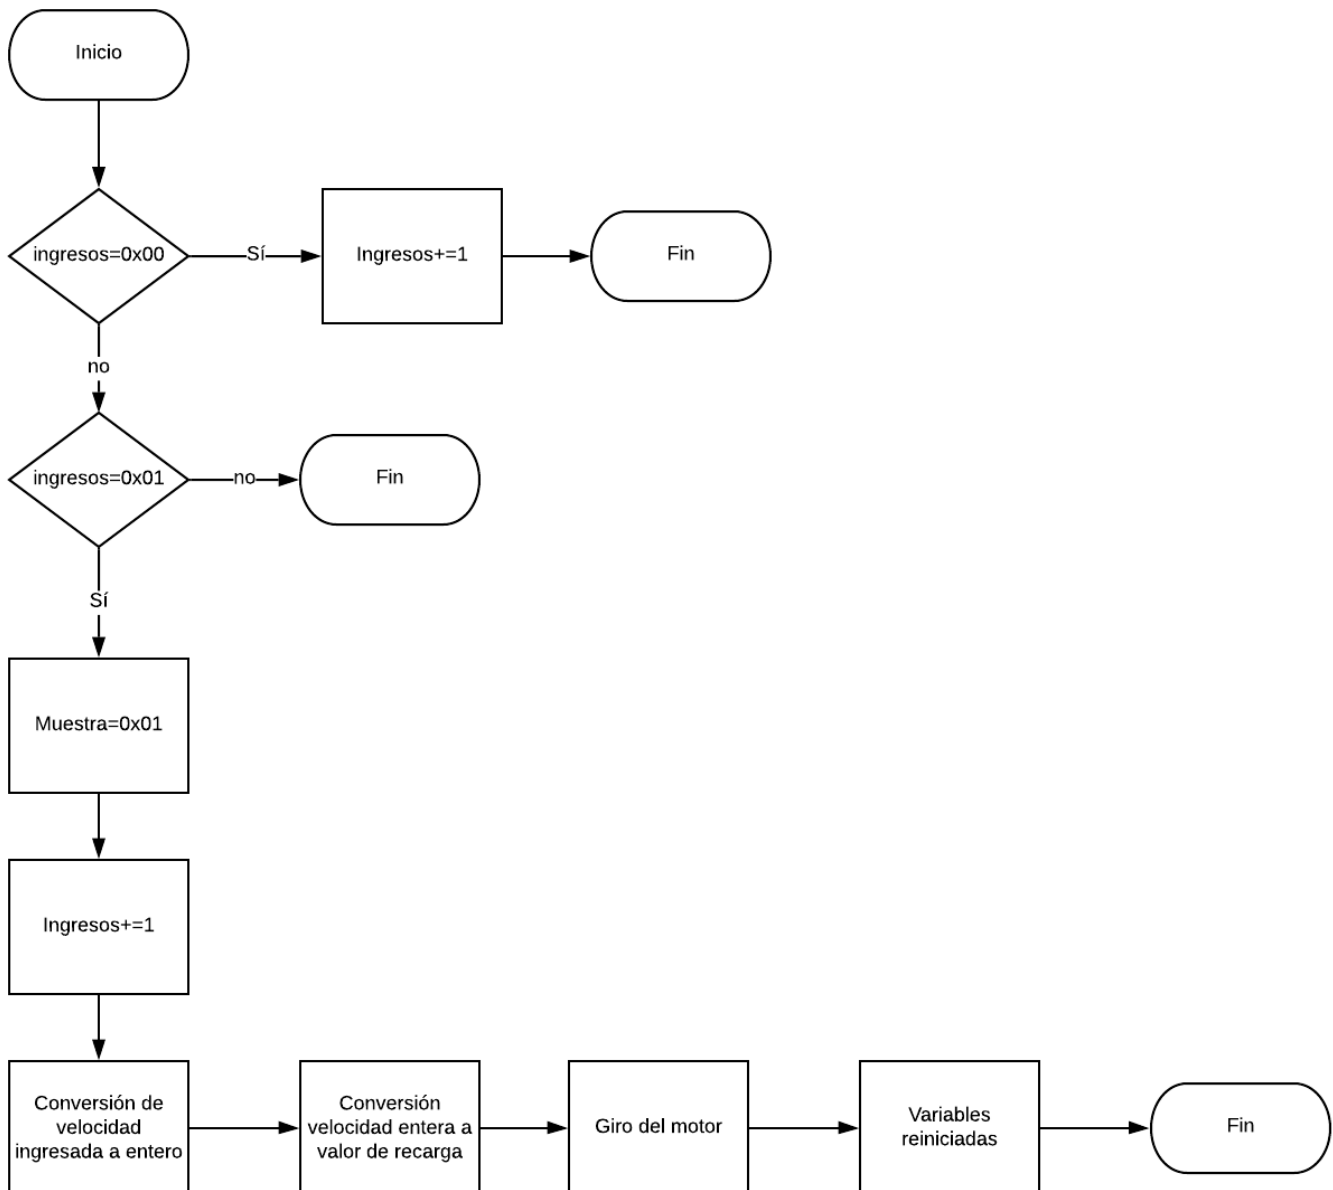 Inicio
ingresos=0x00
Sí
Ingresos+=1
Fin
no
ingresos=0x01
no
Fin
Sí
Muestra=0x01
Ingresos+=1
Conversión de
velocidad
ingresada a entero
Conversión
velocidad entera a
valor de recarga
Giro del motor
Variables
reiniciadas
Fin